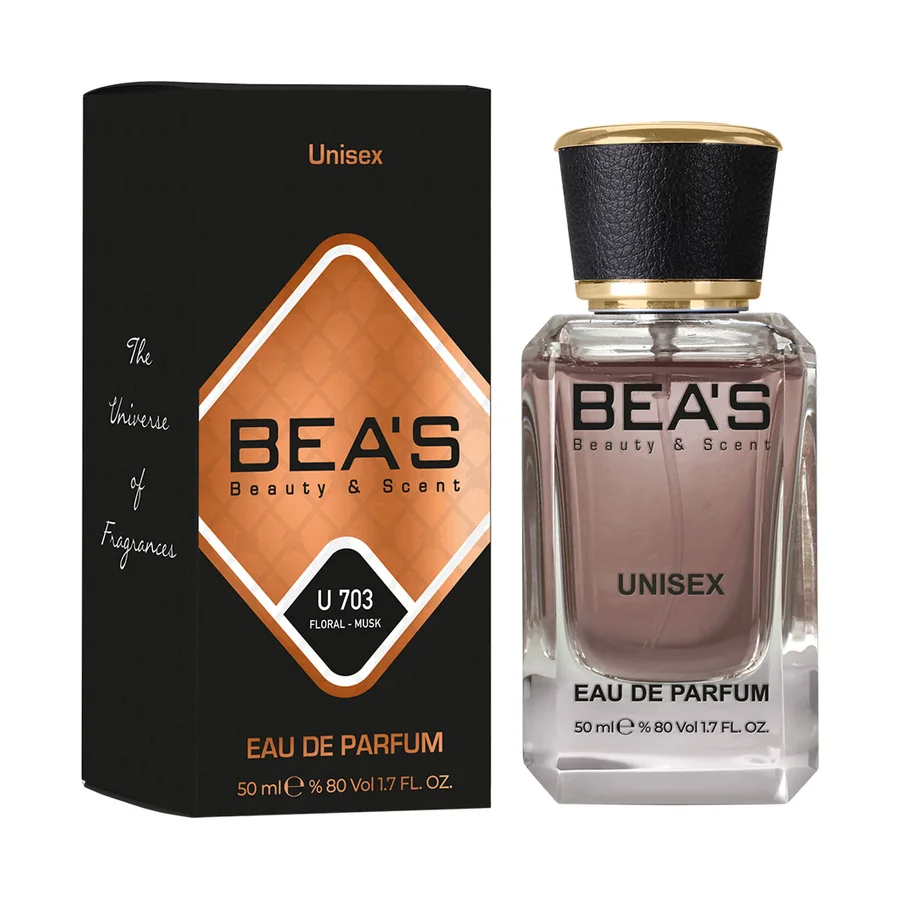 Unisex
The
Universe
of
Fragrances
BEA'S
Beauty & Scent
U 703
FLORAL - MUSK
EAU DE PARFUM
50 ml ℮ % 80 Vol 1.7 FL. OZ.
BEA'S
Beauty & Scent
UNISEX
EAU DE PARFUM
50 ml ℮ % 80 Vol 1.7 FL. OZ.